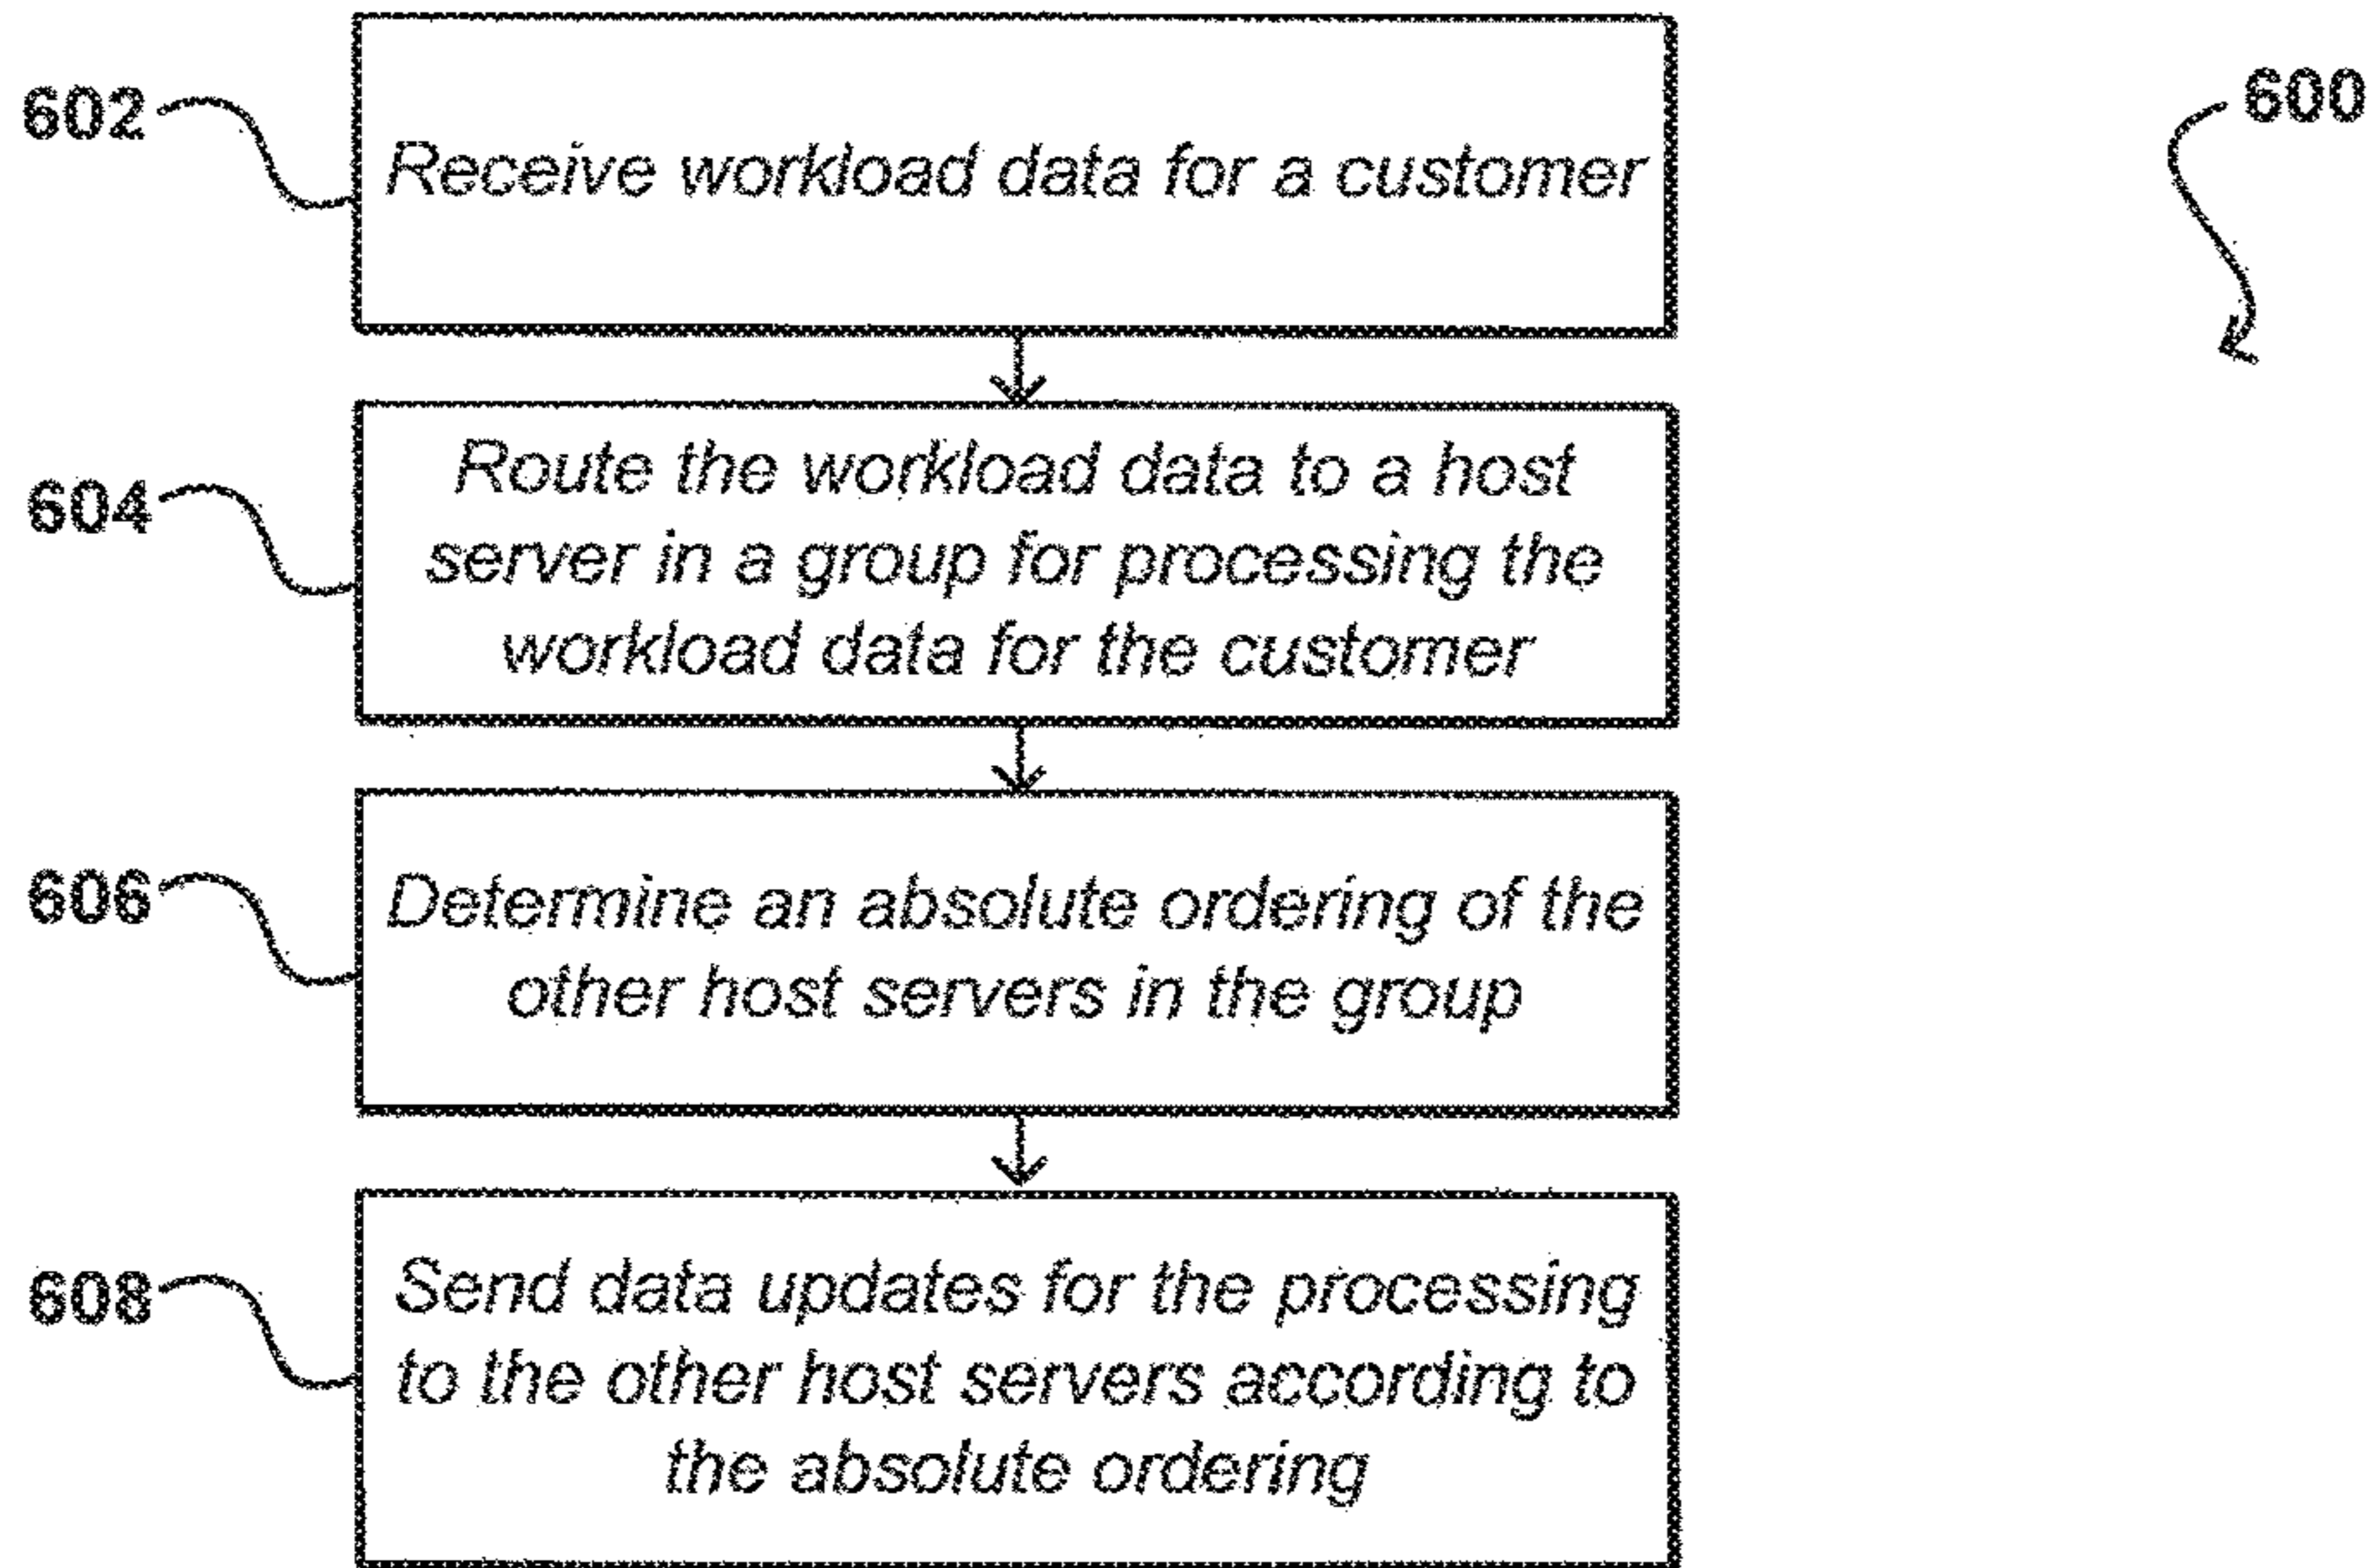 602
Receive workload data for a customer
600
604
Route the workload data to a host
server in a group for processing the
workload data for the customer
606
Determine an absolute ordering of the
other host servers in the group
608
Send data updates for the processing
to the other host servers according to
the absolute ordering